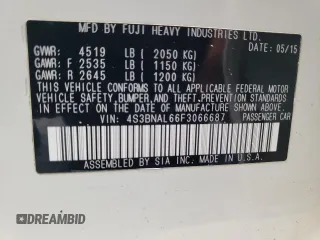 MFD BY FUJI HEAVY INDUSTRIES LTD.
DATE 05/15
GVWR: 4519 LB ( 2050 KG)
GAWR: F 2535 LB ( 1150 KG)
GAWR: R 2645 LB ( 1200 KG)
THIS VEHICLE CONFORMS TO ALL APPLICABLE FEDERAL MOTOR
VEHICLE SAFETY, BUMPER, AND THEFT PREVENTION STANDARDS
IN EFFECT ON THE DATE OF MANUFACTURE SHOWN ABOVE.
VIN: 4S3BNAL66F3066687
PASSENGER CAR
ASSEMBLED BY SIA INC. MADE IN U.S.A.
DREAMBID